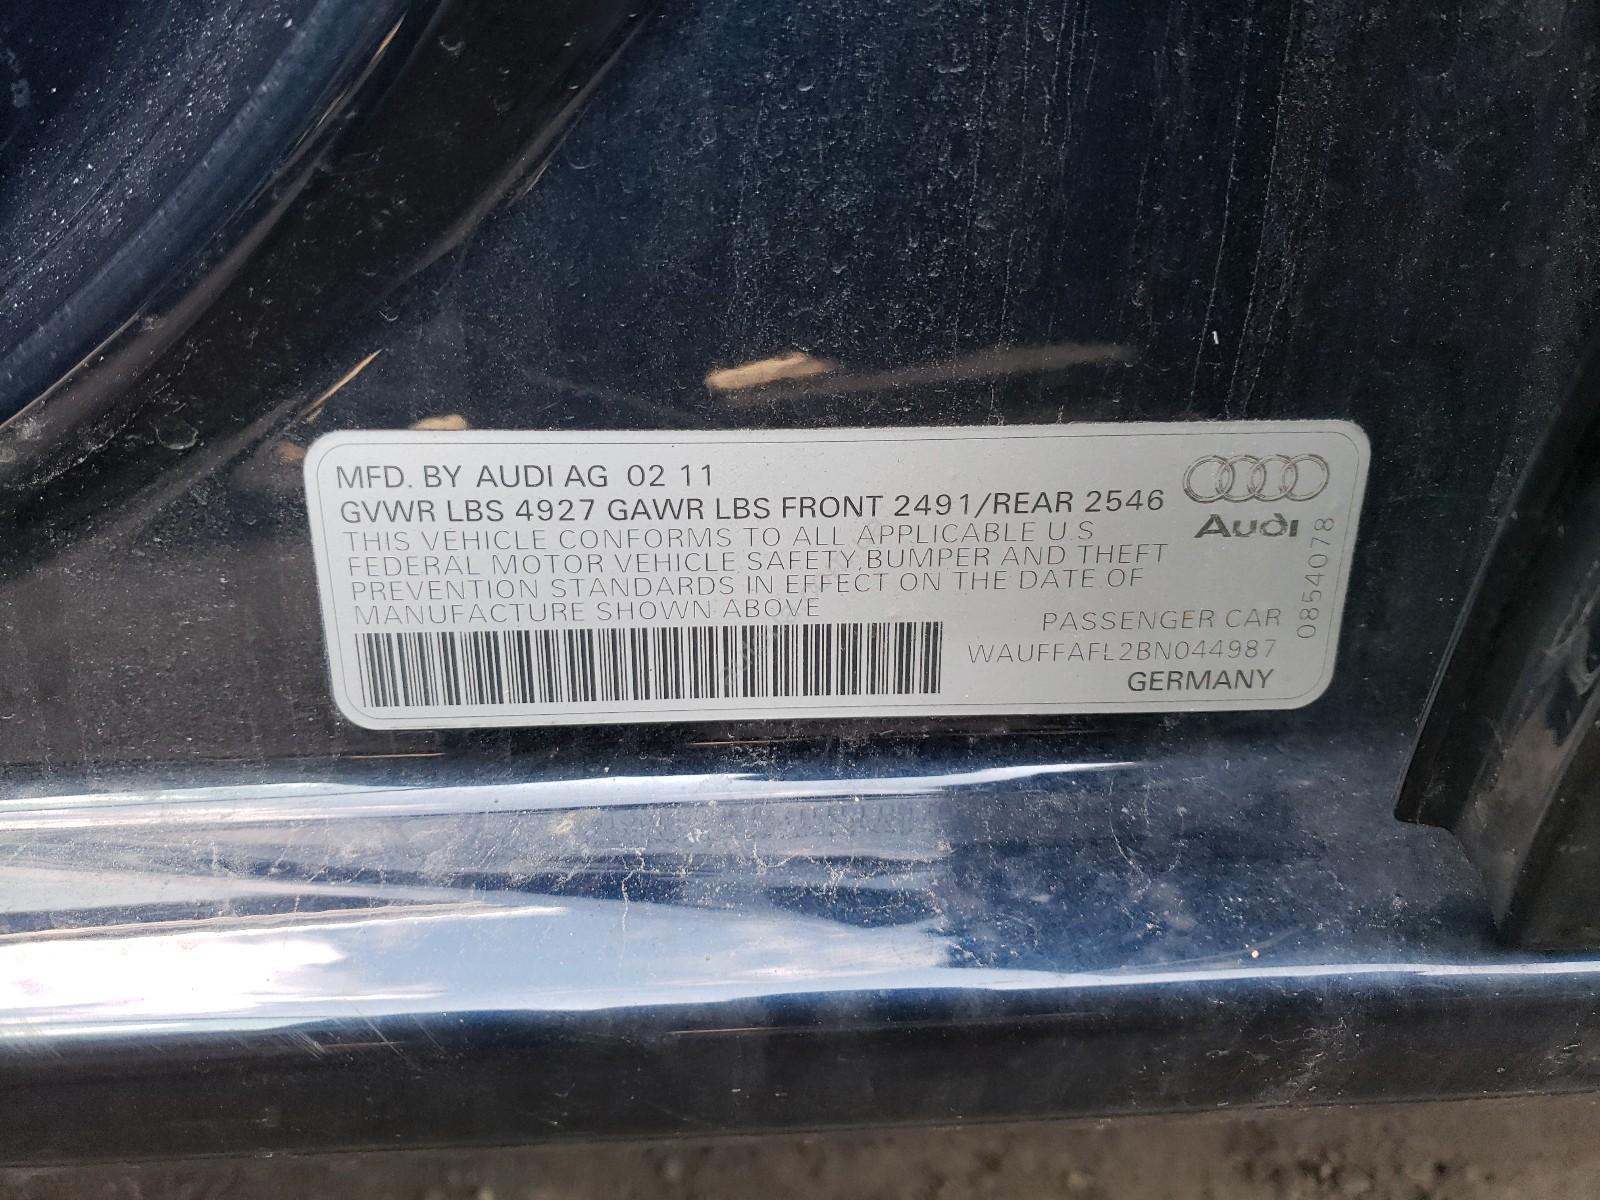 MFD. BY AUDI AG 02 11
GVWR LBS 4927 GAWR LBS FRONT 2491/REAR 2546
THIS VEHICLE CONFORMS TO ALL APPLICABLE U.S
FEDERAL MOTOR VEHICLE SAFETY, BUMPER AND THEFT
PREVENTION STANDARDS IN EFFECT ON THE DATE OF
MANUFACTURE SHOWN ABOVE
Audi
0854078
PASSENGER CAR
WAUFFAFL2BN044987
GERMANY